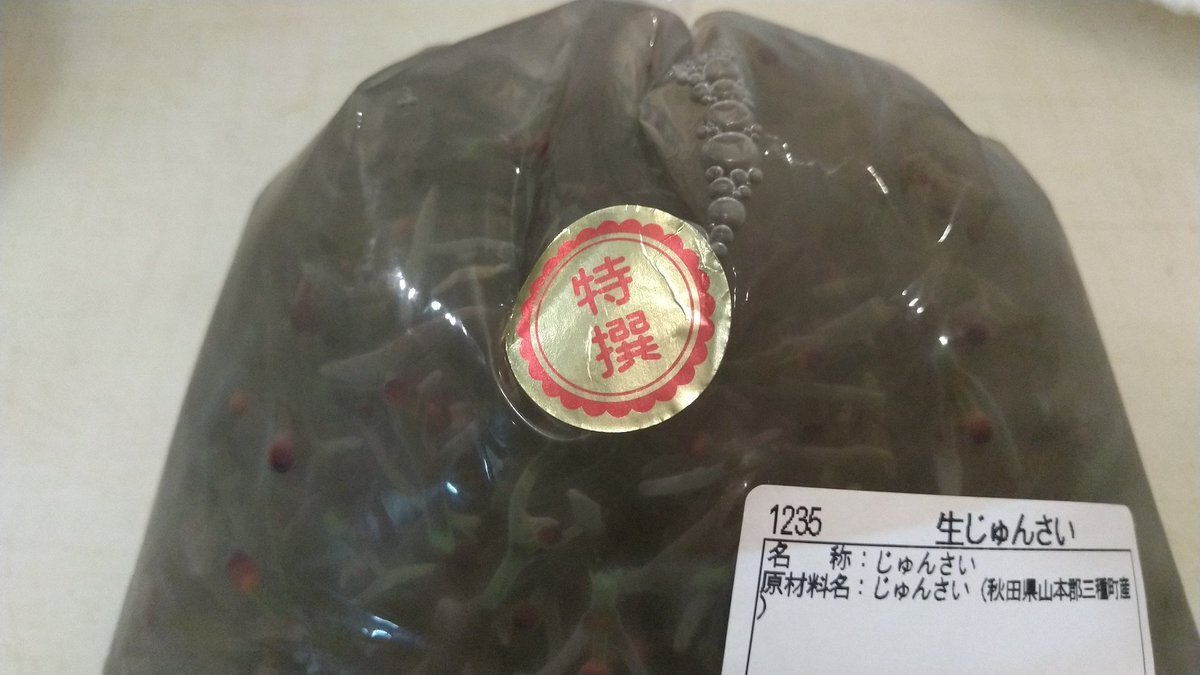 特
撰
1235 生じゅんさい
名 称：じゅんさい
原材料名：じゅんさい（秋田県山本郡三種町産
）